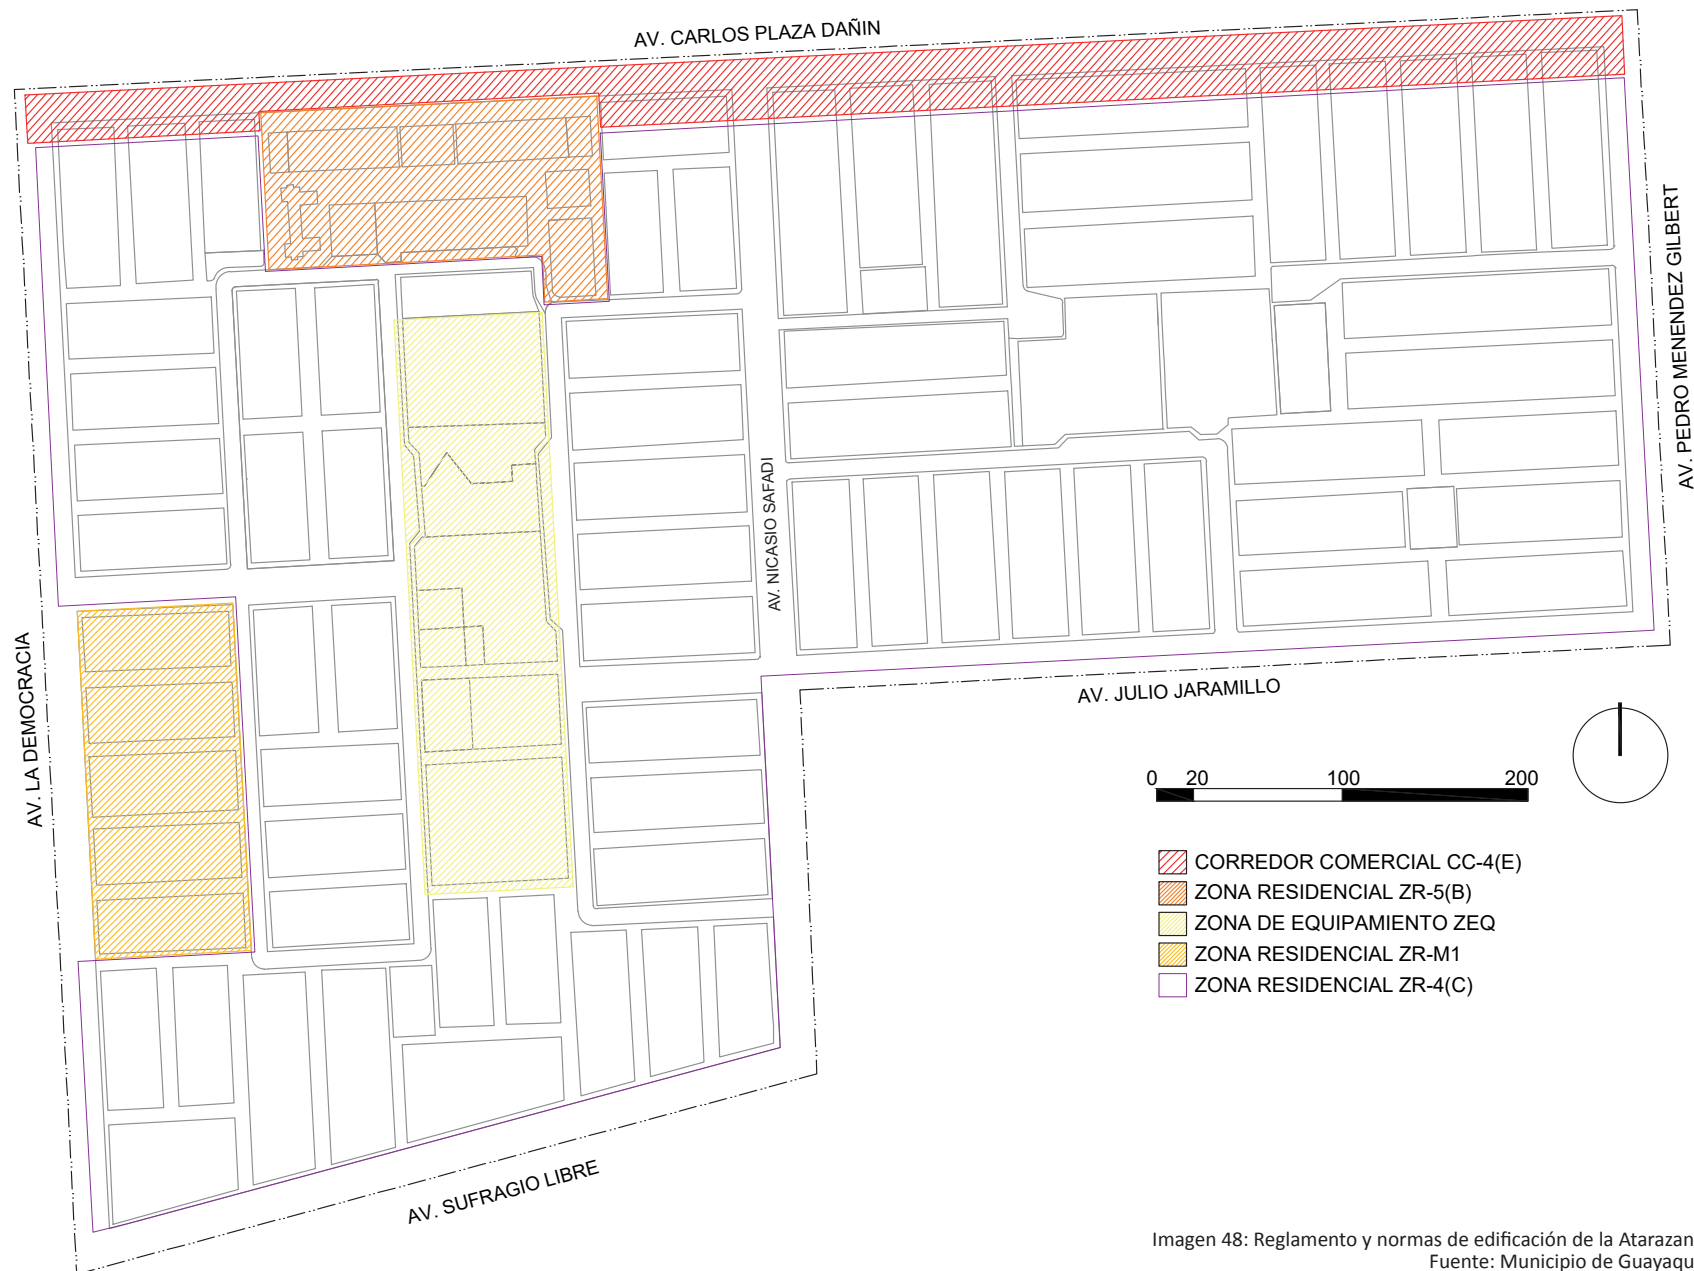 AV. CARLOS PLAZA DAÑIN
AV. PEDRO MENENDEZ GILBERT
AV. NICASIO SAFADI
AV. LA DEMOCRACIA
AV. JULIO JARAMILLO
0 20 100 200
CORREDOR COMERCIAL CC-4(E)
ZONA RESIDENCIAL ZR-5(B)
ZONA DE EQUIPAMIENTO ZEQ
ZONA RESIDENCIAL ZR-M1
ZONA RESIDENCIAL ZR-4(C)
AV. SUFRAGIO LIBRE
Imagen 48: Reglamento y normas de edificación de la Atarazan
Fuente: Municipio de Guayaqu